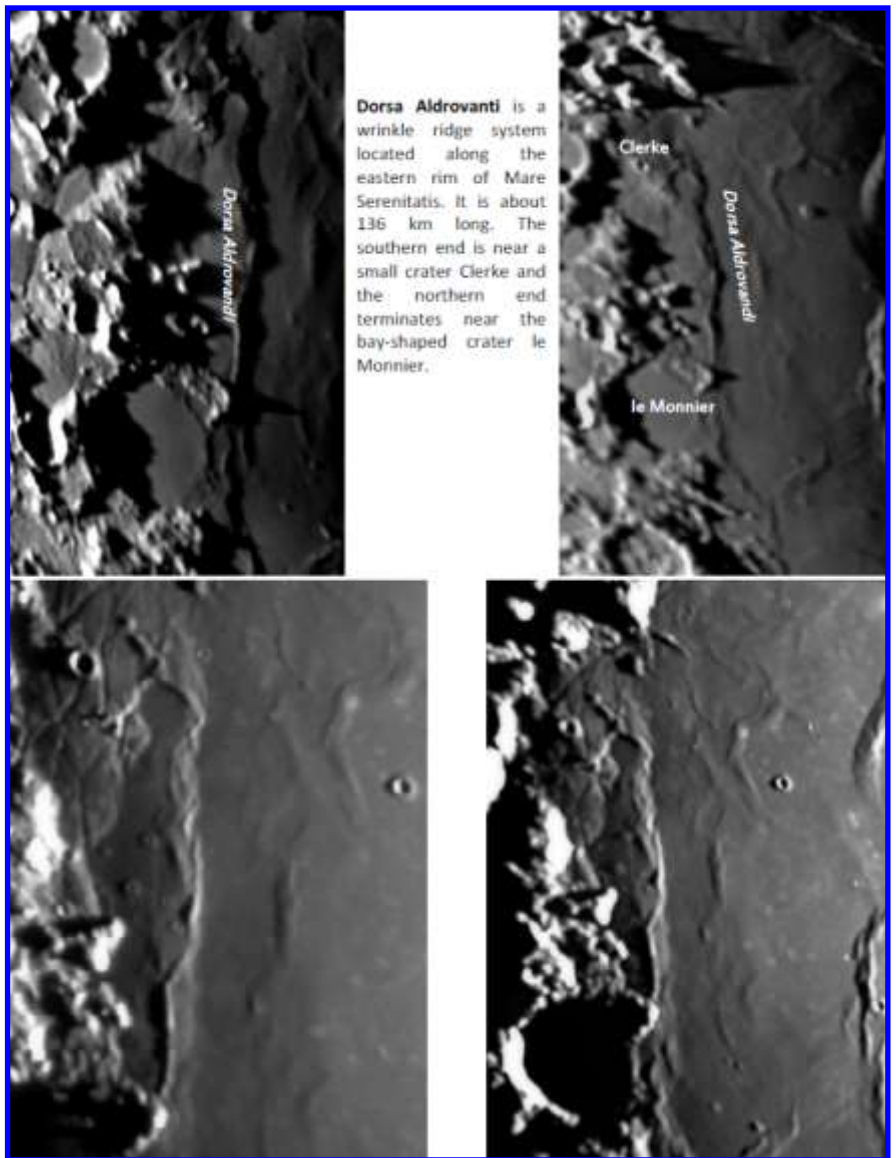 Dorsa Aldrovanti is a
wrinkle ridge system
located along the
eastern rim of Mare
Serenitatis. It is about
136 km long. The
southern end is near a
small crater Clerke and
the northern end
terminates near the
bay-shaped crater le
Monnier.
Dorsa Aldrovandi
Clerke
Dorsa Aldrovandi
le Monnier